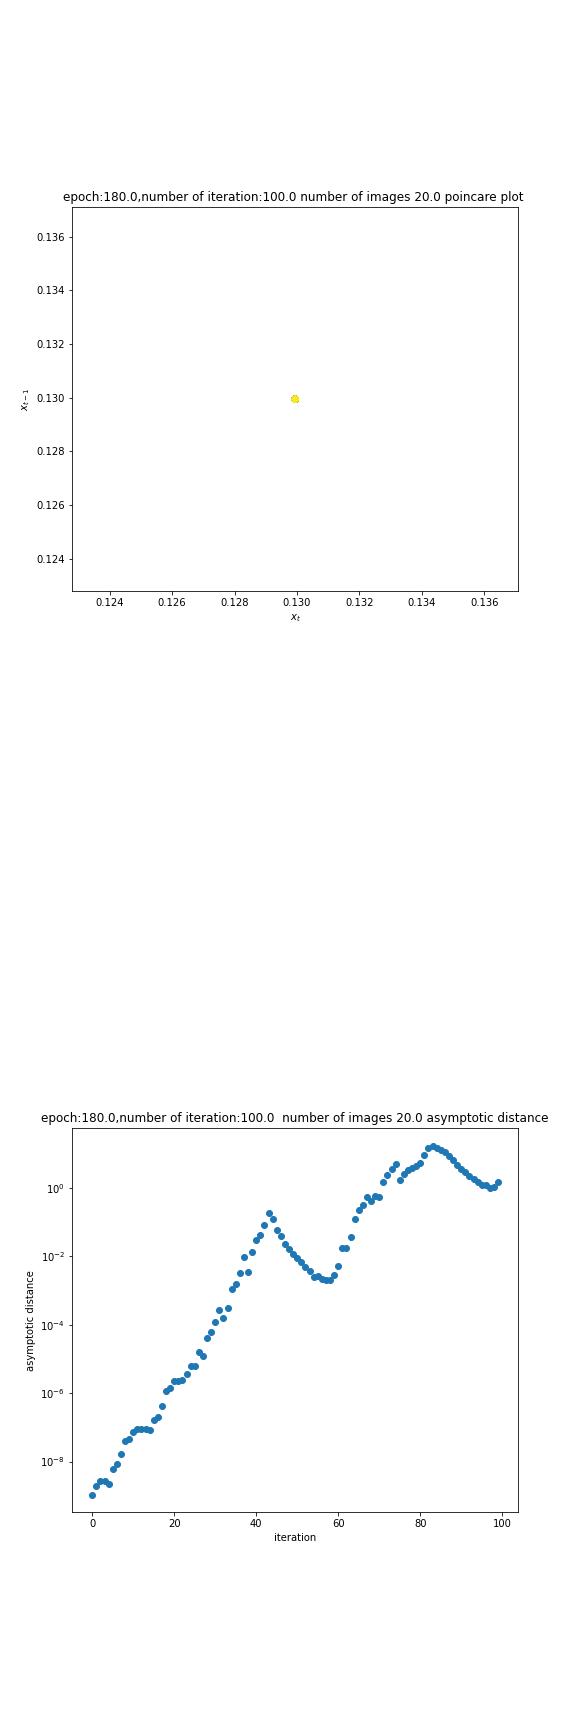 epoch:180.0,number of iteration:100.0 number of images 20.0 poincare plot
0.136
0.134
0.132
0.130
0.128
0.126
0.124
x_{t-1}
0.124 0.126 0.128 0.130 0.132 0.134 0.136
x_t
epoch:180.0,number of iteration:100.0  number of images 20.0 asymptotic distance
10^0
10^{-2}
10^{-4}
10^{-6}
10^{-8}
asymptotic distance
0 20 40 60 80 100
iteration